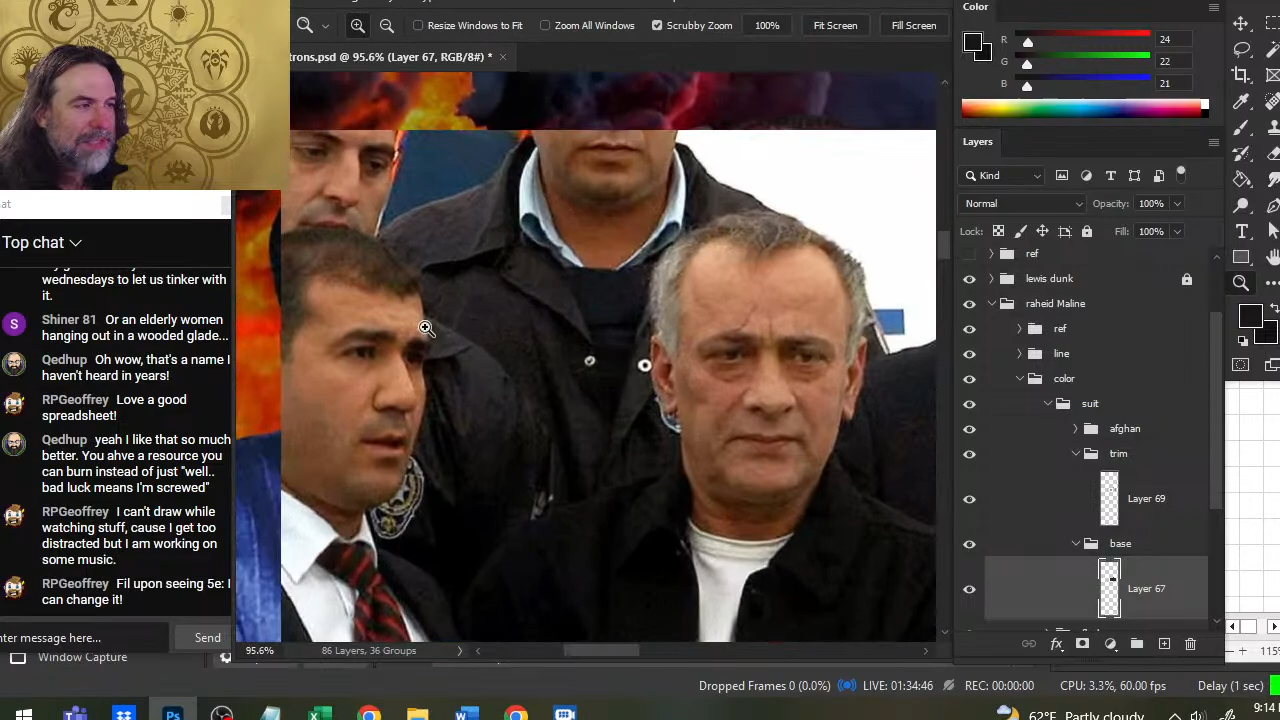 Resize Windows to Fit
Zoom All Windows
Scrubby Zoom
100%
Fit Screen
Fill Screen
trons.psd @ 95.6% (Layer 67, RGB/8#) *
Color
R
24
G
22
B
21
Layers
Kind
Normal
Opacity: 100%
Lock:
Fill: 100%
ref
lewis dunk
raheid Maline
ref
line
color
suit
afghan
trim
Layer 69
base
Layer 67
at
Top chat
wednesdays to let us tinker with
it.
S
Shiner 81 Or an elderly women
hanging out in a wooded glade...
Qedhup Oh wow, that's a name I
haven't heard in years!
RPGeoffrey Love a good
spreadsheet!
Qedhup yeah I like that so much
better. You ahve a resource you
can burn instead of just "well..
bad luck means I'm screwed"
RPGeoffrey I can't draw while
watching stuff, cause I get too
distracted but I am working on
some music.
RPGeoffrey Fil upon seeing 5e: I
can change it!
nter message here...
Send
Window Capture
95.6%
86 Layers, 36 Groups
115%
Dropped Frames 0 (0.0%)
LIVE: 01:34:46
REC: 00:00:00
CPU: 3.3%, 60.00 fps
Delay (1 sec)
62°F Partly cloudy
9:14